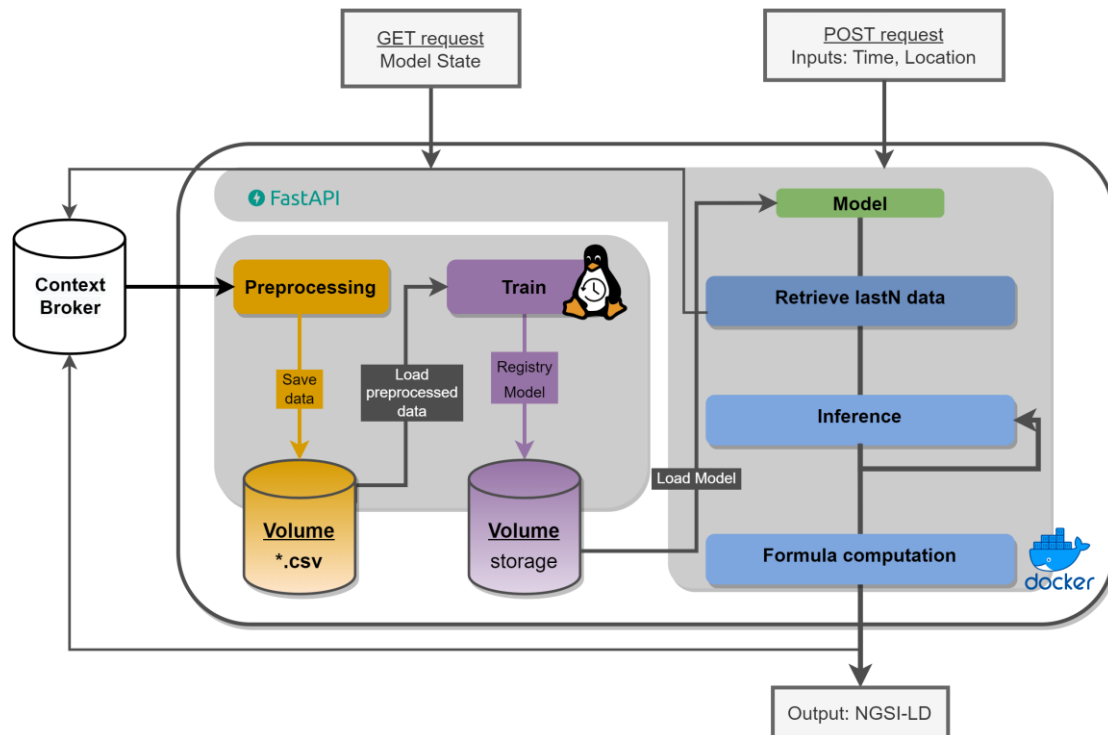 GET request
Model State
POST request
Inputs: Time, Location
FastAPI
Model
Context
Broker
Preprocessing
Train
Retrieve lastN data
Save
data
Load
preprocessed
data
Registry
Model
Inference
Load Model
Volume
*.csv
Volume
storage
Formula computation
docker
Output: NGSI-LD